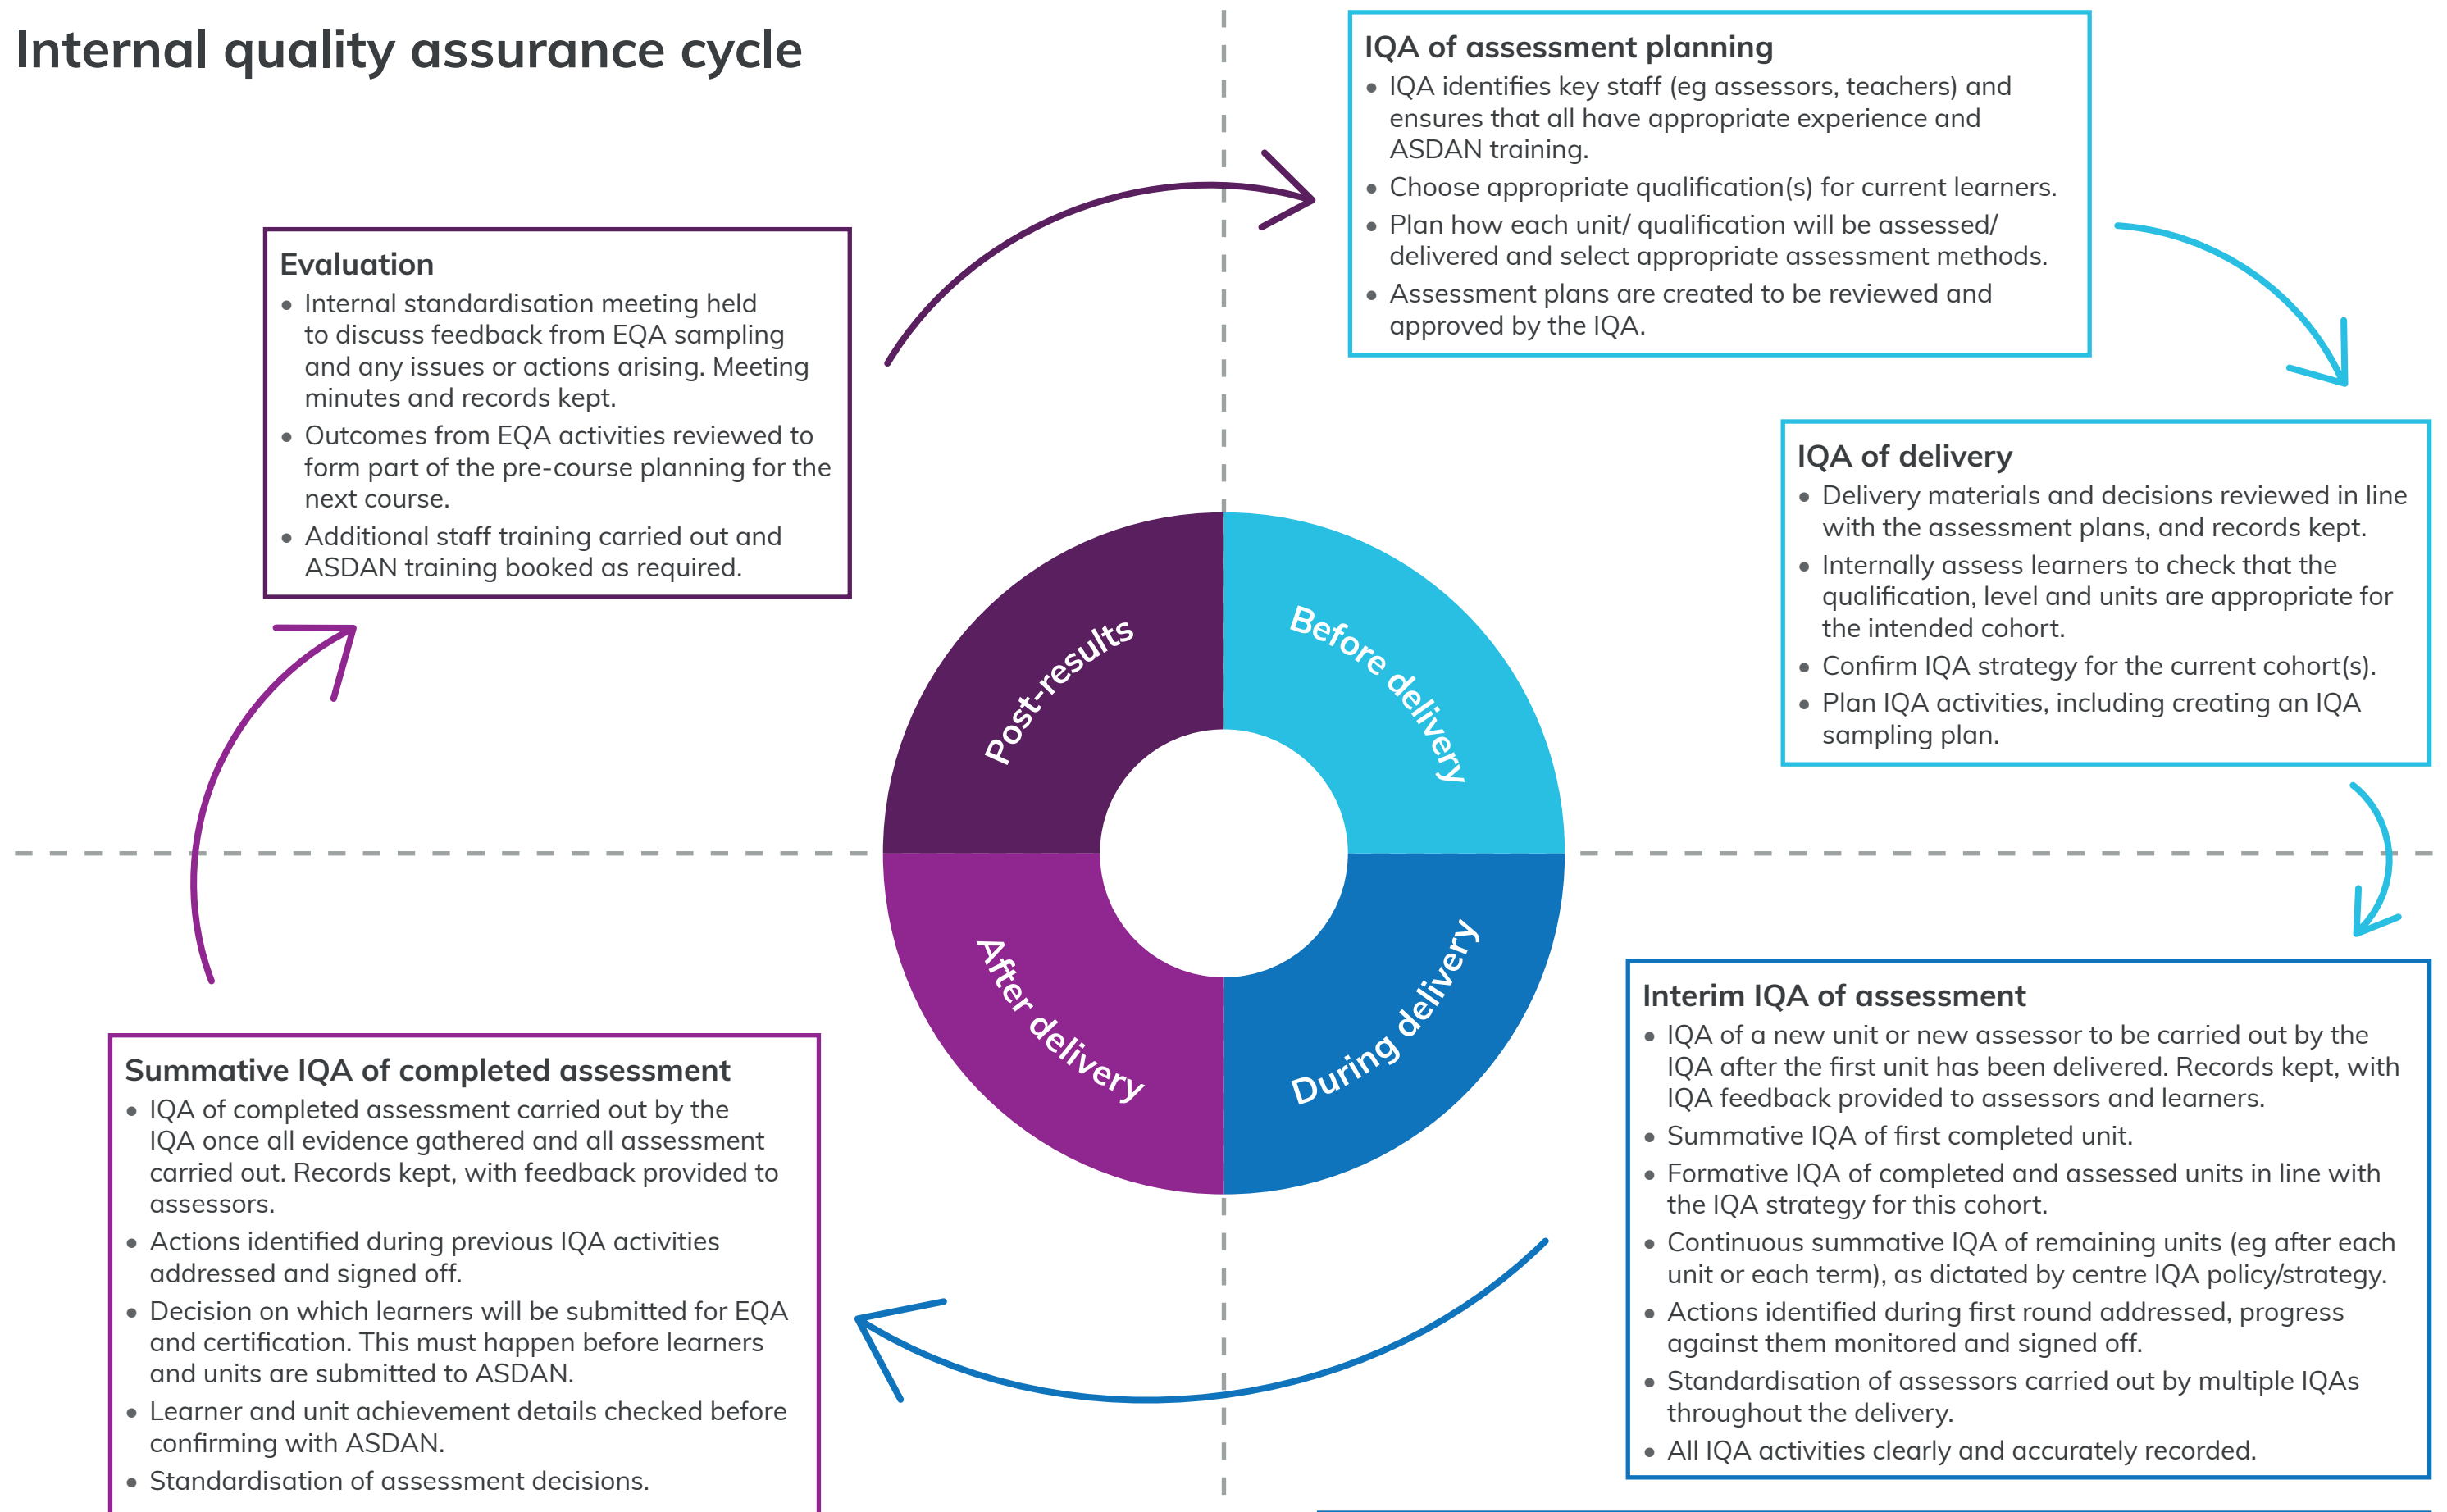 Internal quality assurance cycle
IQA of assessment planning
• IQA identifies key staff (eg assessors, teachers) and
ensures that all have appropriate experience and
ASDAN training.
• Choose appropriate qualification(s) for current learners.
• Plan how each unit/ qualification will be assessed/
delivered and select appropriate assessment methods.
• Assessment plans are created to be reviewed and
approved by the IQA.
IQA of delivery
• Delivery materials and decisions reviewed in line
with the assessment plans, and records kept.
• Internally assess learners to check that the
qualification, level and units are appropriate for
the intended cohort.
• Confirm IQA strategy for the current cohort(s).
• Plan IQA activities, including creating an IQA
sampling plan.
Interim IQA of assessment
• IQA of a new unit or new assessor to be carried out by the
IQA after the first unit has been delivered. Records kept, with
IQA feedback provided to assessors and learners.
• Summative IQA of first completed unit.
• Formative IQA of completed and assessed units in line with
the IQA strategy for this cohort.
• Continuous summative IQA of remaining units (eg after each
unit or each term), as dictated by centre IQA policy/strategy.
• Actions identified during first round addressed, progress
against them monitored and signed off.
• Standardisation of assessors carried out by multiple IQAs
throughout the delivery.
• All IQA activities clearly and accurately recorded.
Summative IQA of completed assessment
• IQA of completed assessment carried out by the
IQA once all evidence gathered and all assessment
carried out. Records kept, with feedback provided to
assessors.
• Actions identified during previous IQA activities
addressed and signed off.
• Decision on which learners will be submitted for EQA
and certification. This must happen before learners
and units are submitted to ASDAN.
• Learner and unit achievement details checked before
confirming with ASDAN.
• Standardisation of assessment decisions.
Evaluation
• Internal standardisation meeting held
to discuss feedback from EQA sampling
and any issues or actions arising. Meeting
minutes and records kept.
• Outcomes from EQA activities reviewed to
form part of the pre-course planning for the
next course.
• Additional staff training carried out and
ASDAN training booked as required.
Before delivery
During delivery
After delivery
Post-results